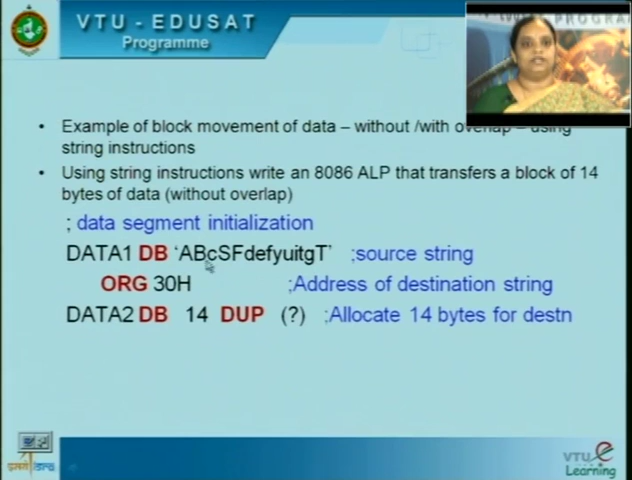 VTU - EDUSAT
Programme
PROGRAM
• Example of block movement of data – without /with overlap – using
string instructions
• Using string instructions write an 8086 ALP that transfers a block of 14
bytes of data (without overlap)
; data segment initialization
DATA1 DB ‘ABcSFdefyuitgT’ ;source string
ORG 30H ;Address of destination string
DATA2 DB 14 DUP (?) ;Allocate 14 bytes for destn
VTU e
Learning